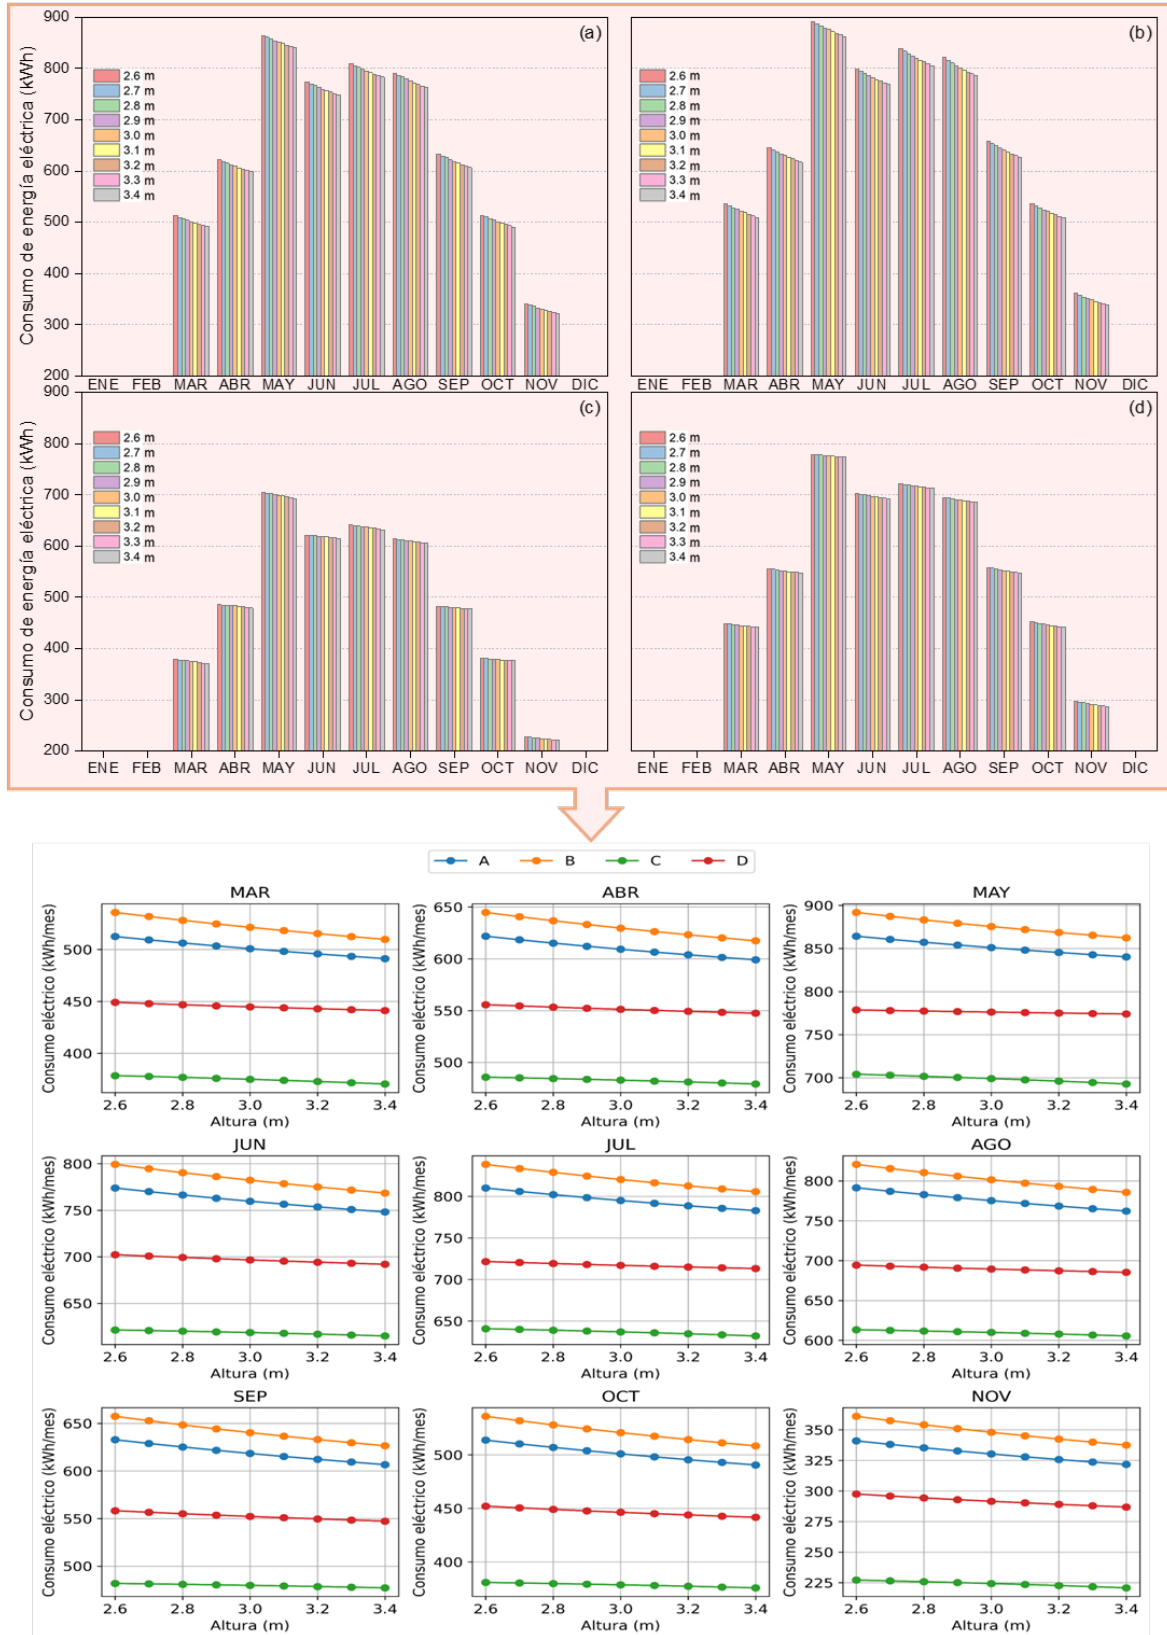 (a)
Consumo de energía eléctrica (kWh)
900
800
700
600
500
400
300
200
2.6 m
2.7 m
2.8 m
2.9 m
3.0 m
3.1 m
3.2 m
3.3 m
3.4 m
ENE FEB MAR ABR MAY JUN JUL AGO SEP OCT NOV DIC
(b)
2.6 m
2.7 m
2.8 m
2.9 m
3.0 m
3.1 m
3.2 m
3.3 m
3.4 m
ENE FEB MAR ABR MAY JUN JUL AGO SEP OCT NOV DIC
(c)
Consumo de energía eléctrica (kWh)
900
800
700
600
500
400
300
200
2.6 m
2.7 m
2.8 m
2.9 m
3.0 m
3.1 m
3.2 m
3.3 m
3.4 m
ENE FEB MAR ABR MAY JUN JUL AGO SEP OCT NOV DIC
(d)
2.6 m
2.7 m
2.8 m
2.9 m
3.0 m
3.1 m
3.2 m
3.3 m
3.4 m
ENE FEB MAR ABR MAY JUN JUL AGO SEP OCT NOV DIC
A B C D
MAR
Consumo eléctrico (kWh/mes)
500
450
400
2.6 2.8 3.0 3.2 3.4
Altura (m)
ABR
Consumo eléctrico (kWh/mes)
650
600
550
500
2.6 2.8 3.0 3.2 3.4
Altura (m)
MAY
Consumo eléctrico (kWh/mes)
900
850
800
750
700
2.6 2.8 3.0 3.2 3.4
Altura (m)
JUN
Consumo eléctrico (kWh/mes)
800
750
700
650
2.6 2.8 3.0 3.2 3.4
Altura (m)
JUL
Consumo eléctrico (kWh/mes)
800
750
700
650
2.6 2.8 3.0 3.2 3.4
Altura (m)
AGO
Consumo eléctrico (kWh/mes)
800
750
700
650
600
2.6 2.8 3.0 3.2 3.4
Altura (m)
SEP
Consumo eléctrico (kWh/mes)
650
600
550
500
2.6 2.8 3.0 3.2 3.4
Altura (m)
OCT
Consumo eléctrico (kWh/mes)
500
450
400
2.6 2.8 3.0 3.2 3.4
Altura (m)
NOV
Consumo eléctrico (kWh/mes)
350
325
300
275
250
225
2.6 2.8 3.0 3.2 3.4
Altura (m)